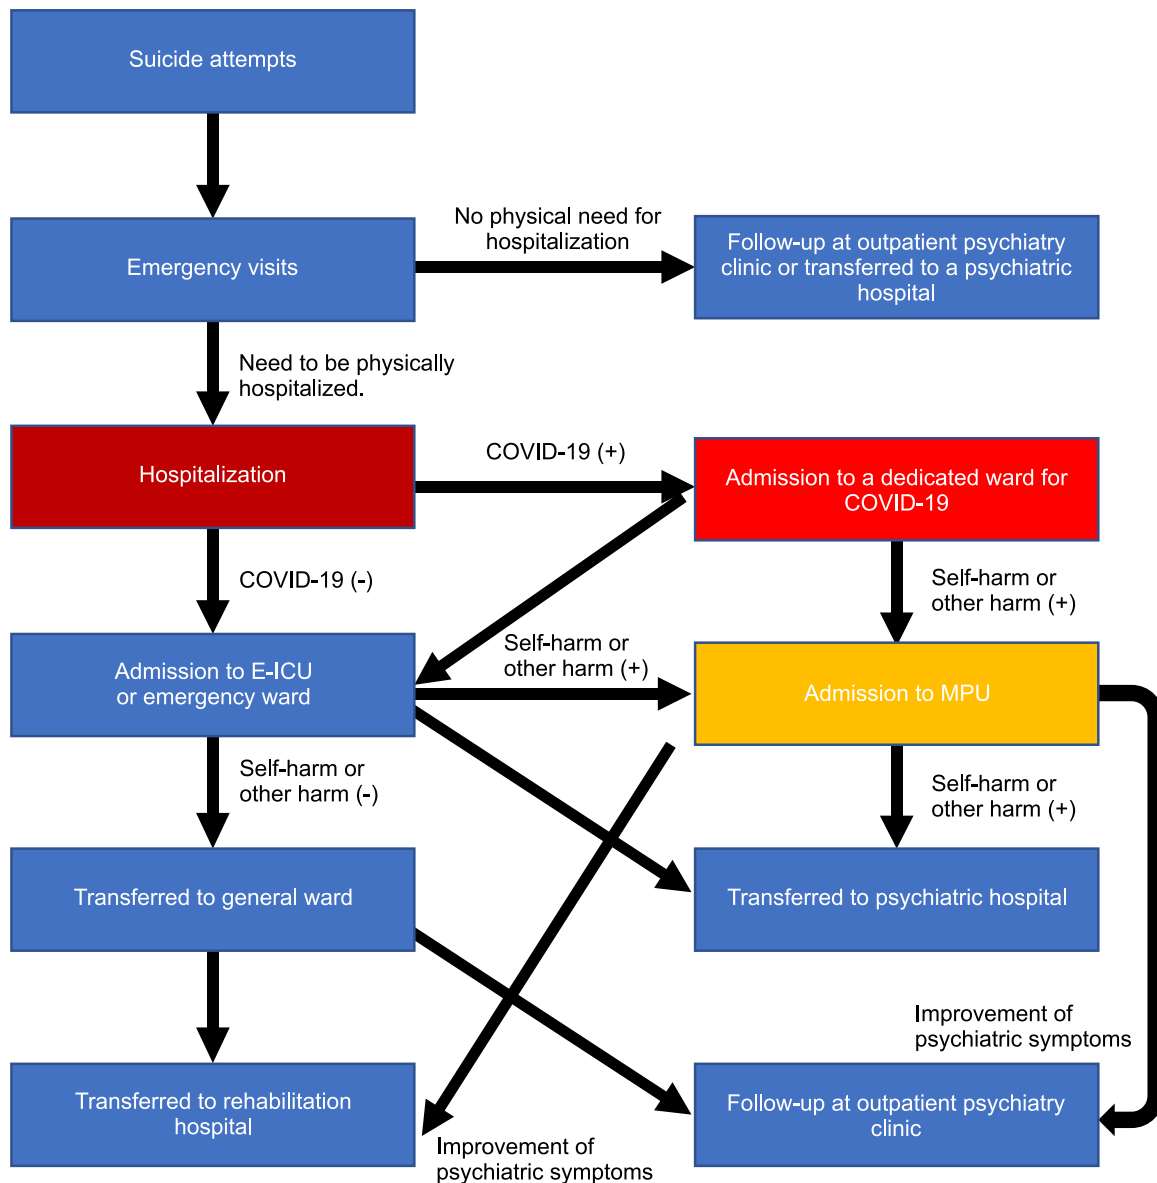 Suicide attempts
No physical need for
hospitalization
Emergency visits
Follow-up at outpatient psychiatry
clinic or transferred to a psychiatric
hospital
Need to be physically
hospitalized.
Hospitalization
COVID-19 (+)
Admission to a dedicated ward for
COVID-19
COVID-19 (-)
Self-harm or
other harm (+)
Admission to E-ICU
or emergency ward
Self-harm or
other harm (+)
Admission to MPU
Self-harm or
other harm (-)
Self-harm or
other harm (+)
Transferred to general ward
Transferred to psychiatric hospital
Improvement of
psychiatric symptoms
Transferred to rehabilitation
hospital
Improvement of
psychiatric symptoms
Follow-up at outpatient psychiatry
clinic